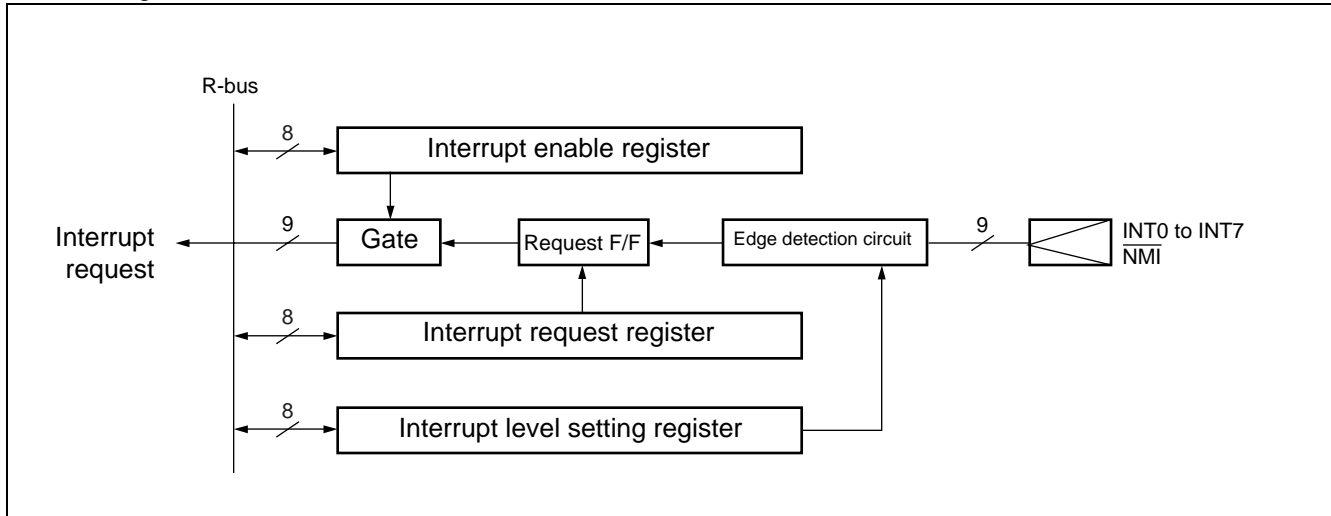 R-bus
8
Interrupt enable register
Interrupt
request
9
Gate
Request F/F
Edge detection circuit
9
INT0 to INT7
NMI
8
Interrupt request register
8
Interrupt level setting register